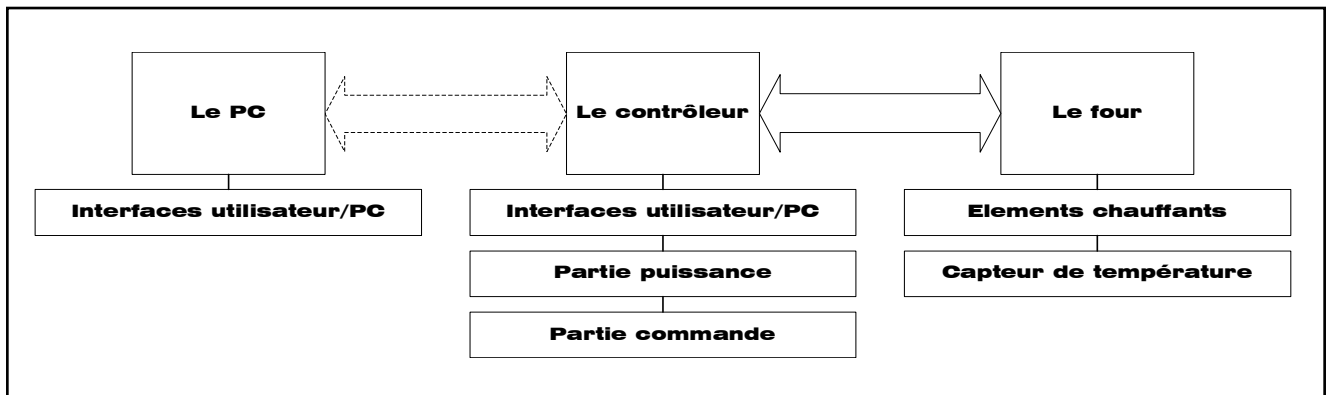 Le PC
Le contrôleur
Le four
Interfaces utilisateur/PC
Interfaces utilisateur/PC
Elements chauffants
Partie puissance
Capteur de température
Partie commande